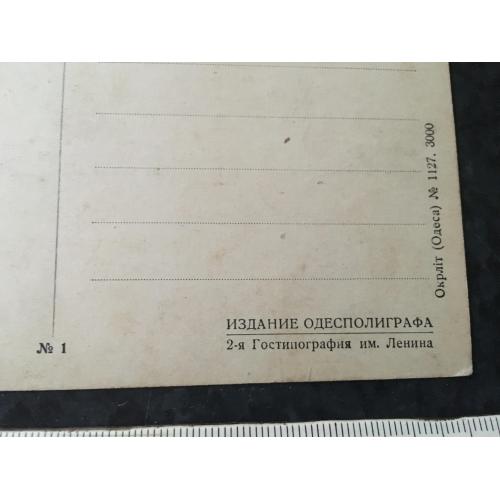 Окрліт (Одеса) № 1127. 3000
ИЗДАНИЕ ОДЕСПОЛИГРАФА
2-я Гостипография им. Ленина
№ 1